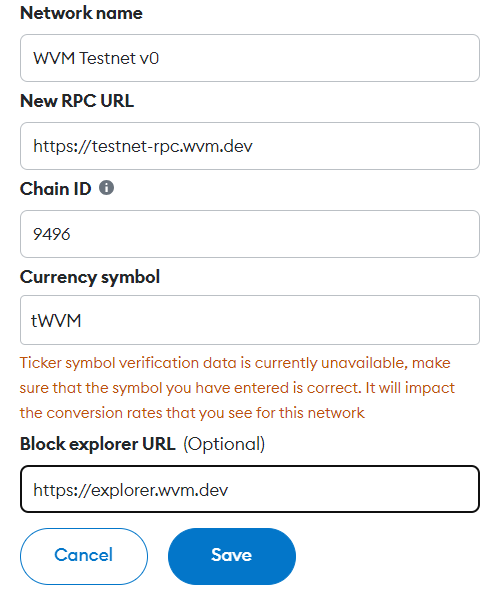 Network name
WVM Testnet v0
New RPC URL
https://testnet-rpc.wvm.dev
Chain ID
9496
Currency symbol
tWVM
Ticker symbol verification data is currently unavailable, make
sure that the symbol you have entered is correct. It will impact
the conversion rates that you see for this network
Block explorer URL (Optional)
https://explorer.wvm.dev
Cancel Save